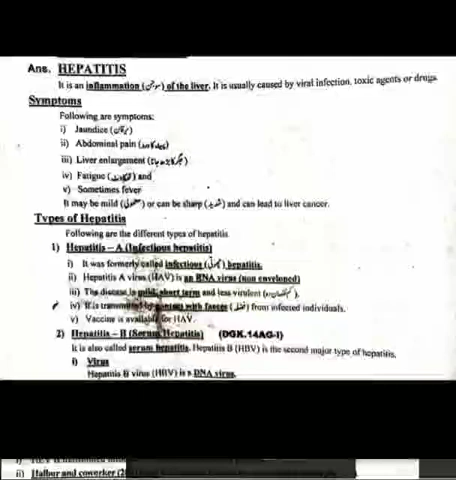 Ans. HEPATITIS
It is an inflammation (سوزش) of the liver. It is usually caused by viral infection, toxic agents or drugs.
Symptoms
Following are symptoms:
i) Jaundice (یرقان)
ii) Abdominal pain
iii) Liver enlargement
iv) Fatigue (تھکاوٹ) and
v) Sometimes fever
It may be mild (معمولی) or can be sharp (شدید) and can lead to liver cancer.
Types of Hepatitis
Following are the different types of hepatitis
1) Hepatitis – A (Infectious hepatitis)
i) It was formerly called infectious hepatitis.
ii) Hepatitis A virus (HAV) is an RNA virus (non enveloped)
iii) The disease is mild, short term and less virulent
iv) It is transmitted by contact with faeces (فضلہ) from infected individuals.
v) Vaccine is available for HAV.
2) Hepatitis – B (Serum Hepatitis) (DGK.14AG-I)
It is also called serum hepatitis. Hepatitis B (HBV) is the second major type of hepatitis.
i) Virus
Hepatitis B virus (HBV) is a DNA virus.
ii) Halbur and coworker